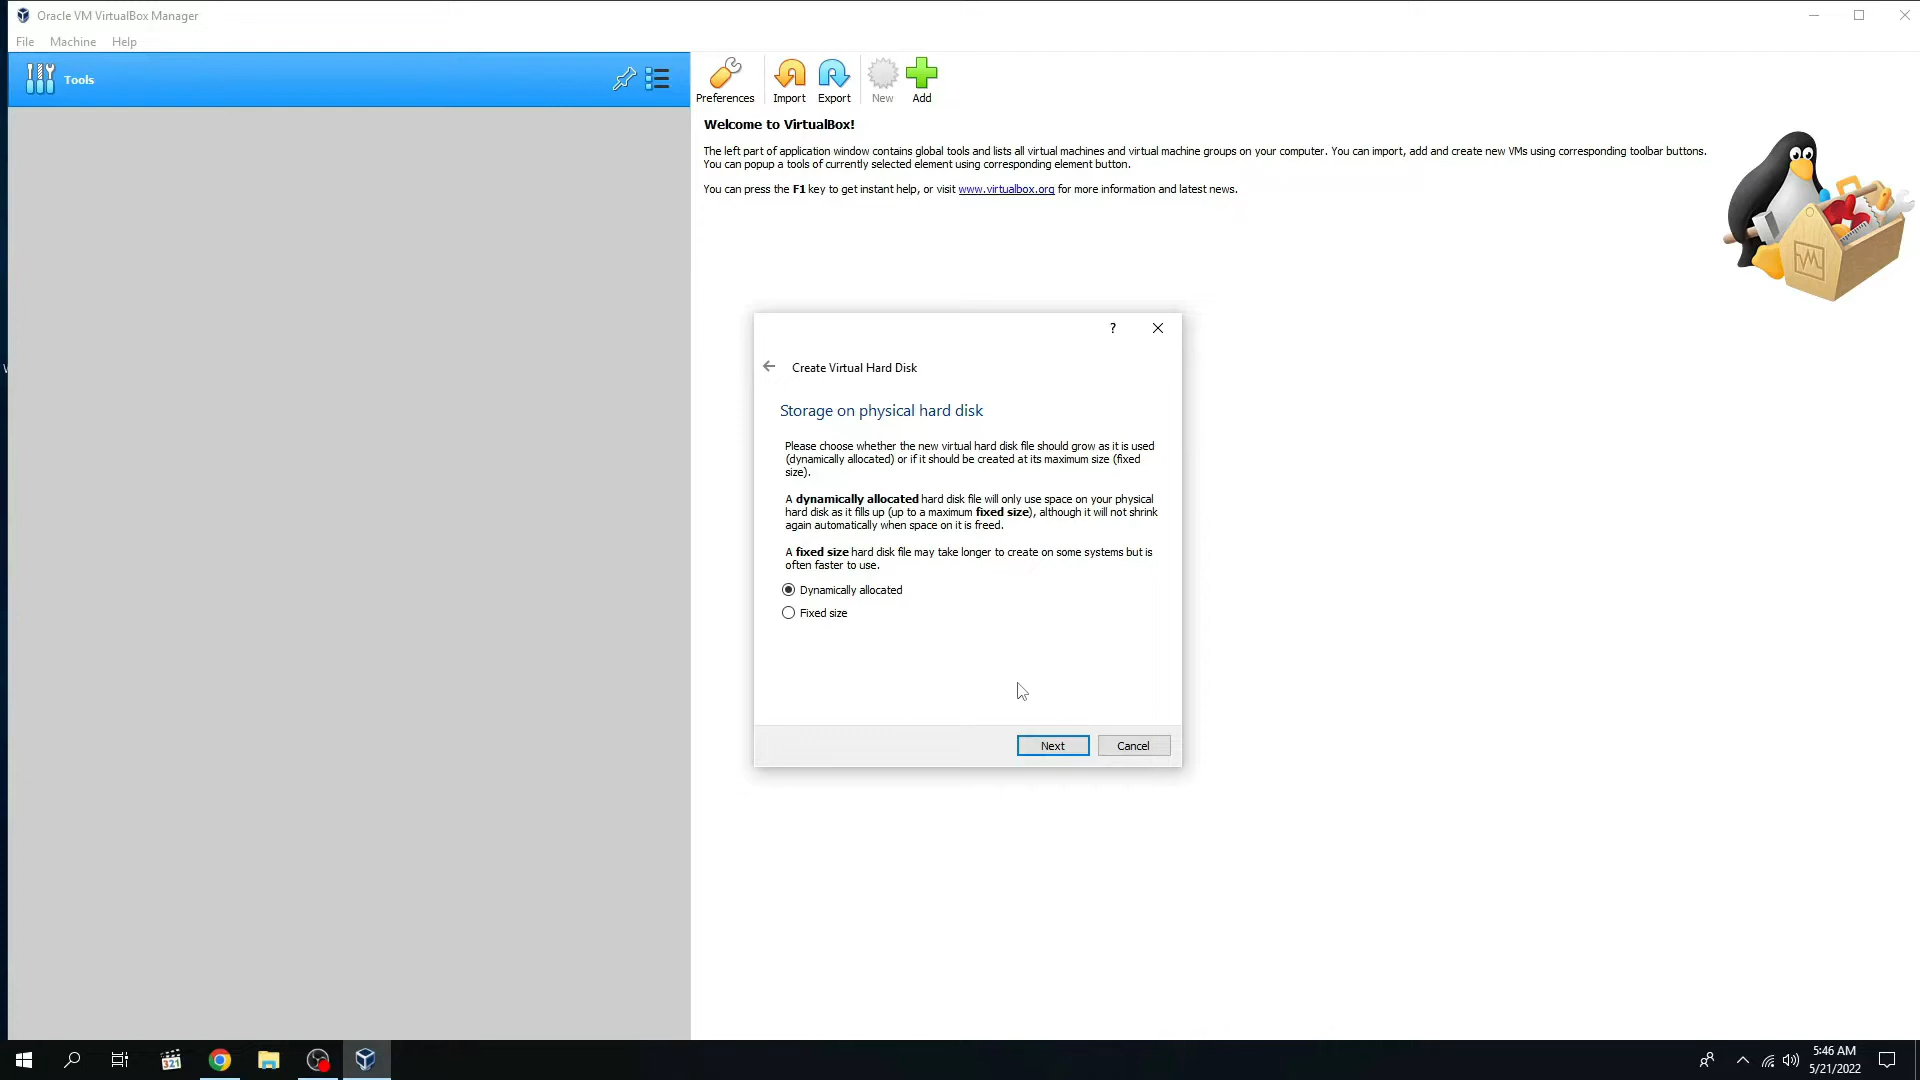 Oracle VM VirtualBox Manager
File Machine Help
Tools
Preferences Import Export New Add
Welcome to VirtualBox!
The left part of application window contains global tools and lists all virtual machines and virtual machine groups on your computer. You can import, add and create new VMs using corresponding toolbar buttons.
You can popup a tools of currently selected element using corresponding element button.
You can press the F1 key to get instant help, or visit www.virtualbox.org for more information and latest news.
?
Create Virtual Hard Disk
Storage on physical hard disk
Please choose whether the new virtual hard disk file should grow as it is used
(dynamically allocated) or if it should be created at its maximum size (fixed
size).
A dynamically allocated hard disk file will only use space on your physical
hard disk as it fills up (up to a maximum fixed size), although it will not shrink
again automatically when space on it is freed.
A fixed size hard disk file may take longer to create on some systems but is
often faster to use.
Dynamically allocated
Fixed size
Next Cancel
321
5:46 AM
5/21/2022